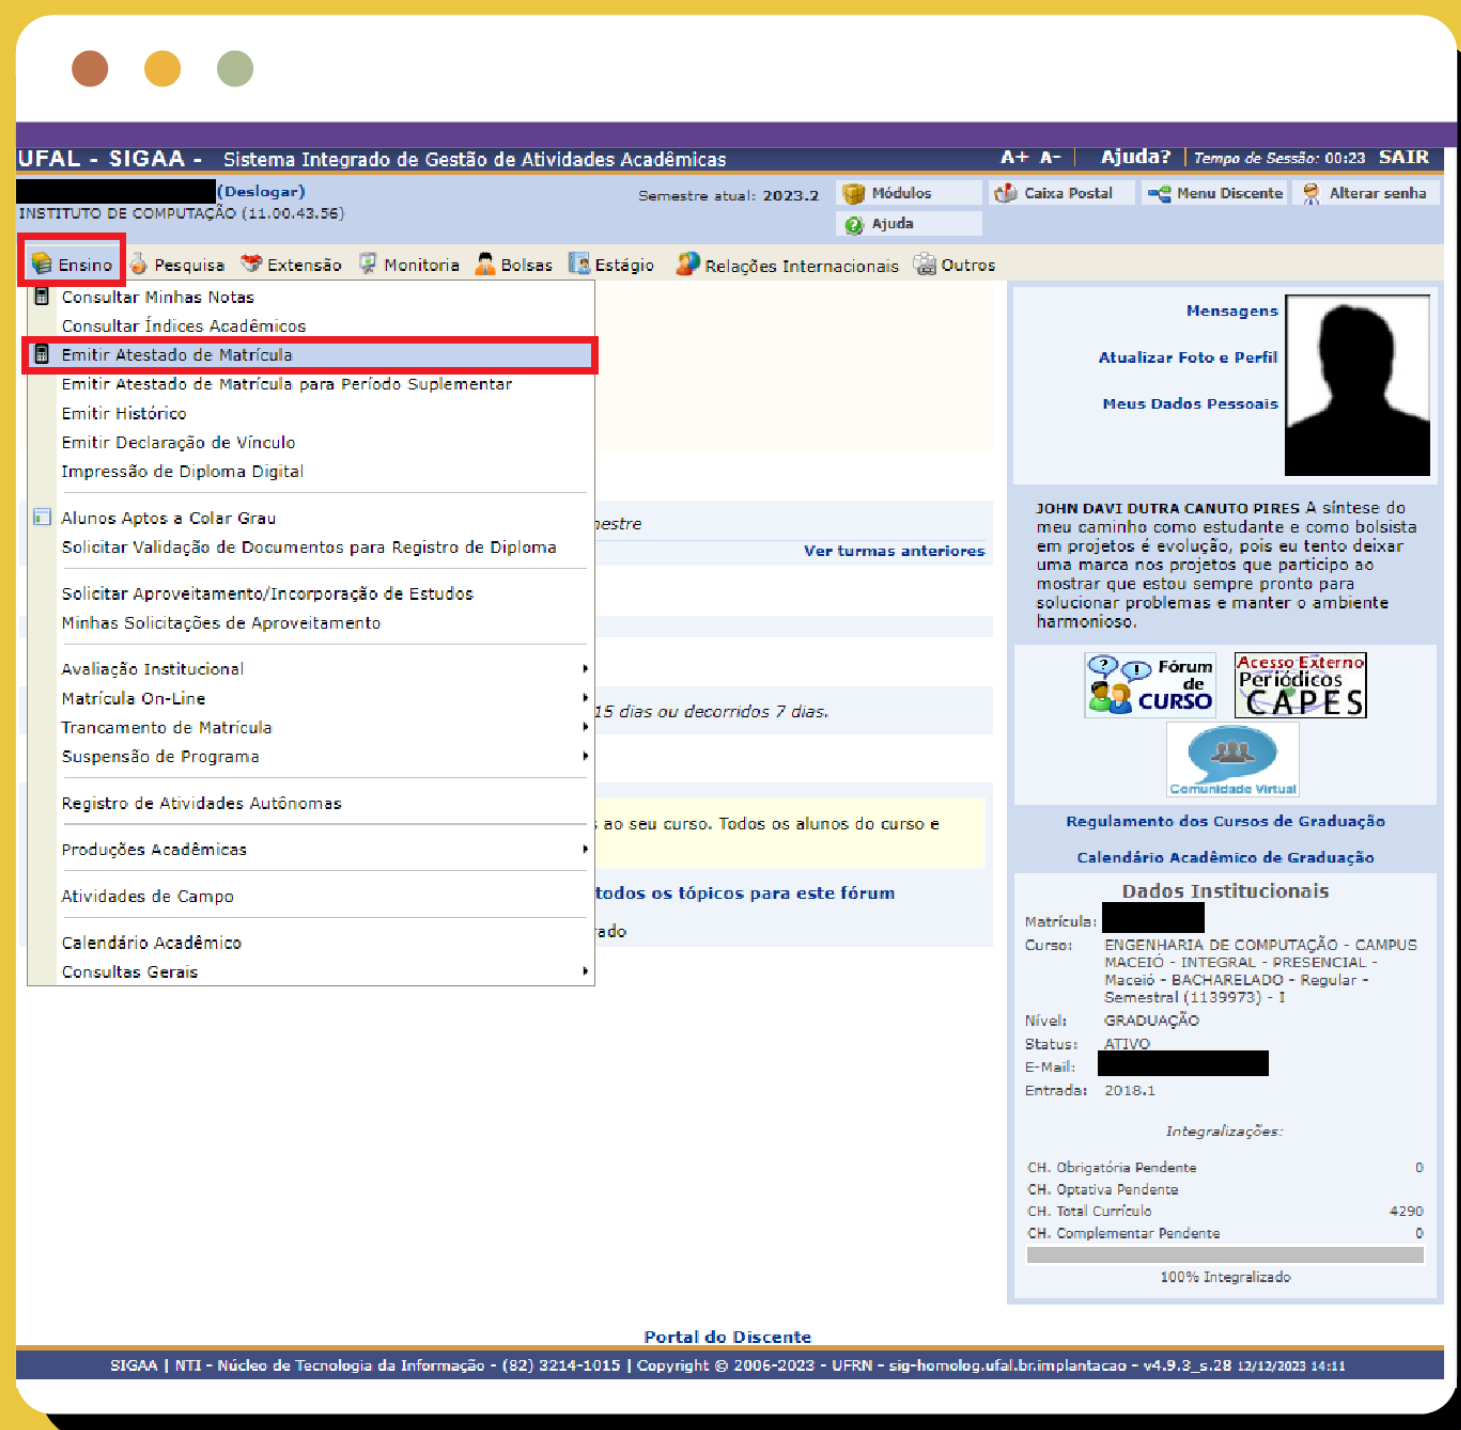 UFAL - SIGAA - Sistema Integrado de Gestão de Atividades Acadêmicas
A+ A- | Ajuda? | Tempo de Sessão: 00:23 SAIR
(Deslogar)
INSTITUTO DE COMPUTAÇÃO (11.00.43.56)
Semestre atual: 2023.2
Módulos
Caixa Postal
Menu Discente
Alterar senha
Ajuda
Ensino
Pesquisa
Extensão
Monitoria
Bolsas
Estágio
Relações Internacionais
Outros
Consultar Minhas Notas
Consultar Índices Acadêmicos
Emitir Atestado de Matrícula
Emitir Atestado de Matrícula para Período Suplementar
Emitir Histórico
Emitir Declaração de Vínculo
Impressão de Diploma Digital
Alunos Aptos a Colar Grau
Solicitar Validação de Documentos para Registro de Diploma
Solicitar Aproveitamento/Incorporação de Estudos
Minhas Solicitações de Aproveitamento
Avaliação Institucional
Matrícula On-Line
Trancamento de Matrícula
Suspensão de Programa
Registro de Atividades Autônomas
Produções Acadêmicas
Atividades de Campo
Calendário Acadêmico
Consultas Gerais
nestre
Ver turmas anteriores
15 dias ou decorridos 7 dias.
s ao seu curso. Todos os alunos do curso e
todos os tópicos para este fórum
rado
Mensagens
Atualizar Foto e Perfil
Meus Dados Pessoais
JOHN DAVI DUTRA CANUTO PIRES A síntese do
meu caminho como estudante e como bolsista
em projetos é evolução, pois eu tento deixar
uma marca nos projetos que participo ao
mostrar que estou sempre pronto para
solucionar problemas e manter o ambiente
harmonioso.
Fórum
de
CURSO
Acesso Externo
Periódicos
CAPES
Comunidade Virtual
Regulamento dos Cursos de Graduação
Calendário Acadêmico de Graduação
Dados Institucionais
Matrícula:
Curso: ENGENHARIA DE COMPUTAÇÃO - CAMPUS
MACEIÓ - INTEGRAL - PRESENCIAL -
Maceió - BACHARELADO - Regular -
Semestral (1139973) - I
Nível: GRADUAÇÃO
Status: ATIVO
E-Mail:
Entrada: 2018.1
Integralizações:
CH. Obrigatória Pendente 0
CH. Optativa Pendente
CH. Total Currículo 4290
CH. Complementar Pendente 0
100% Integralizado
Portal do Discente
SIGAA | NTI - Núcleo de Tecnologia da Informação - (82) 3214-1015 | Copyright © 2006-2023 - UFRN - sig-homolog.ufal.br.implantacao - v4.9.3_s.28 12/12/2023 14:11